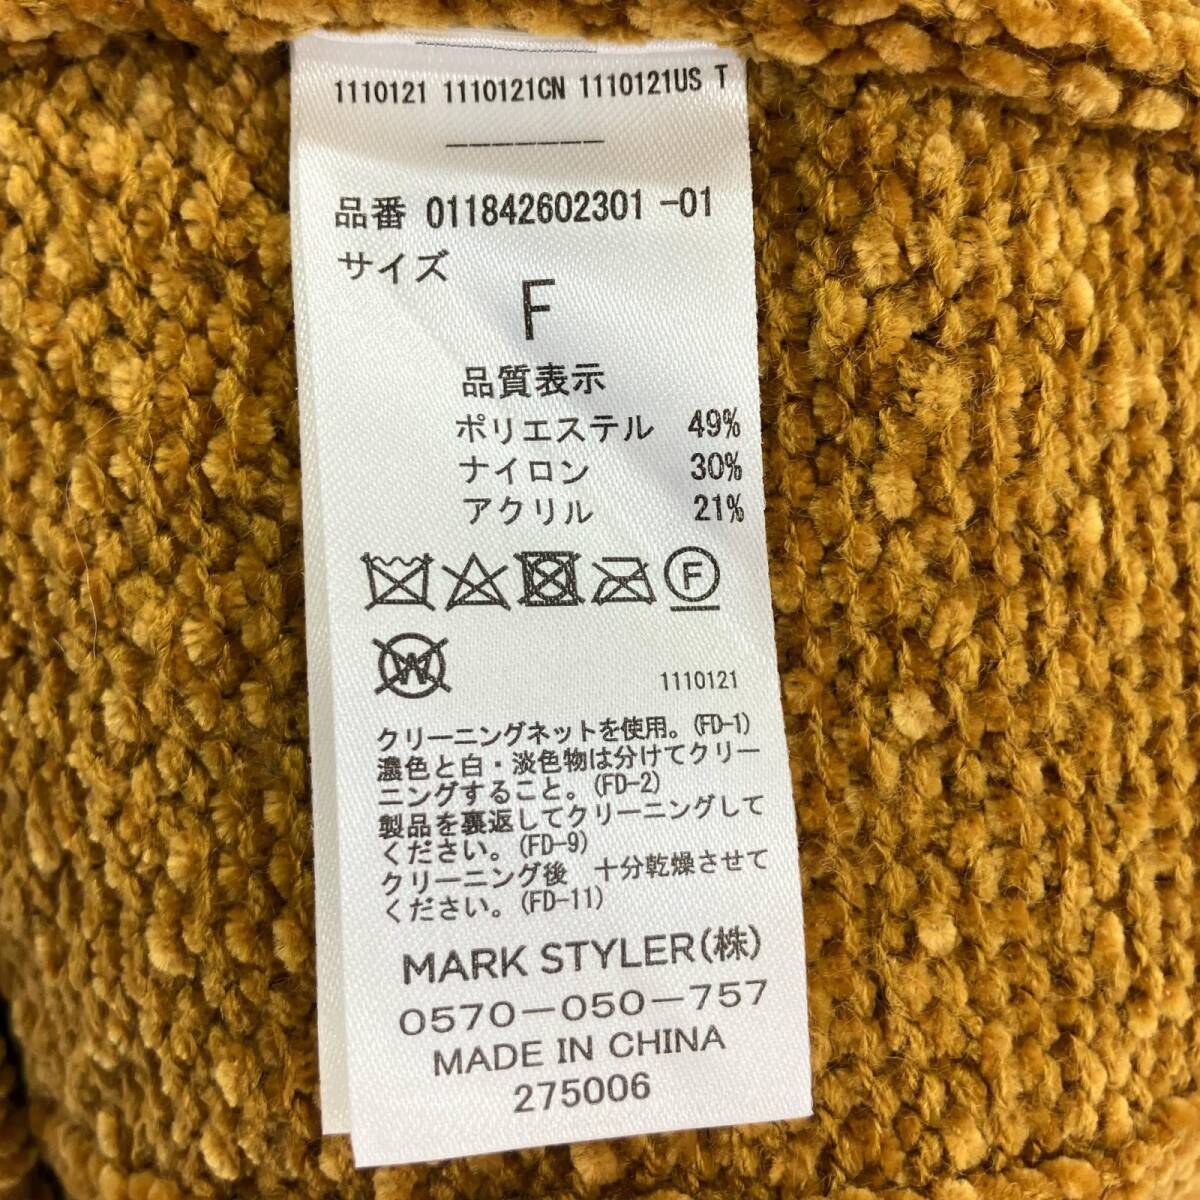 1110121 1110121CN 1110121US T
-------
品番 011842602301 -01
サイズ
F
品質表示
ポリエステル 49%
ナイロン 30%
アクリル 21%
F
W
1110121
クリーニングネットを使用。(FD-1)
濃色と白・淡色物は分けてクリー
ニングすること。(FD-2)
製品を裏返してクリーニングして
ください。(FD-9)
クリーニング後 十分乾燥させて
ください。(FD-11)
MARK STYLER(株)
0570-050-757
MADE IN CHINA
275006